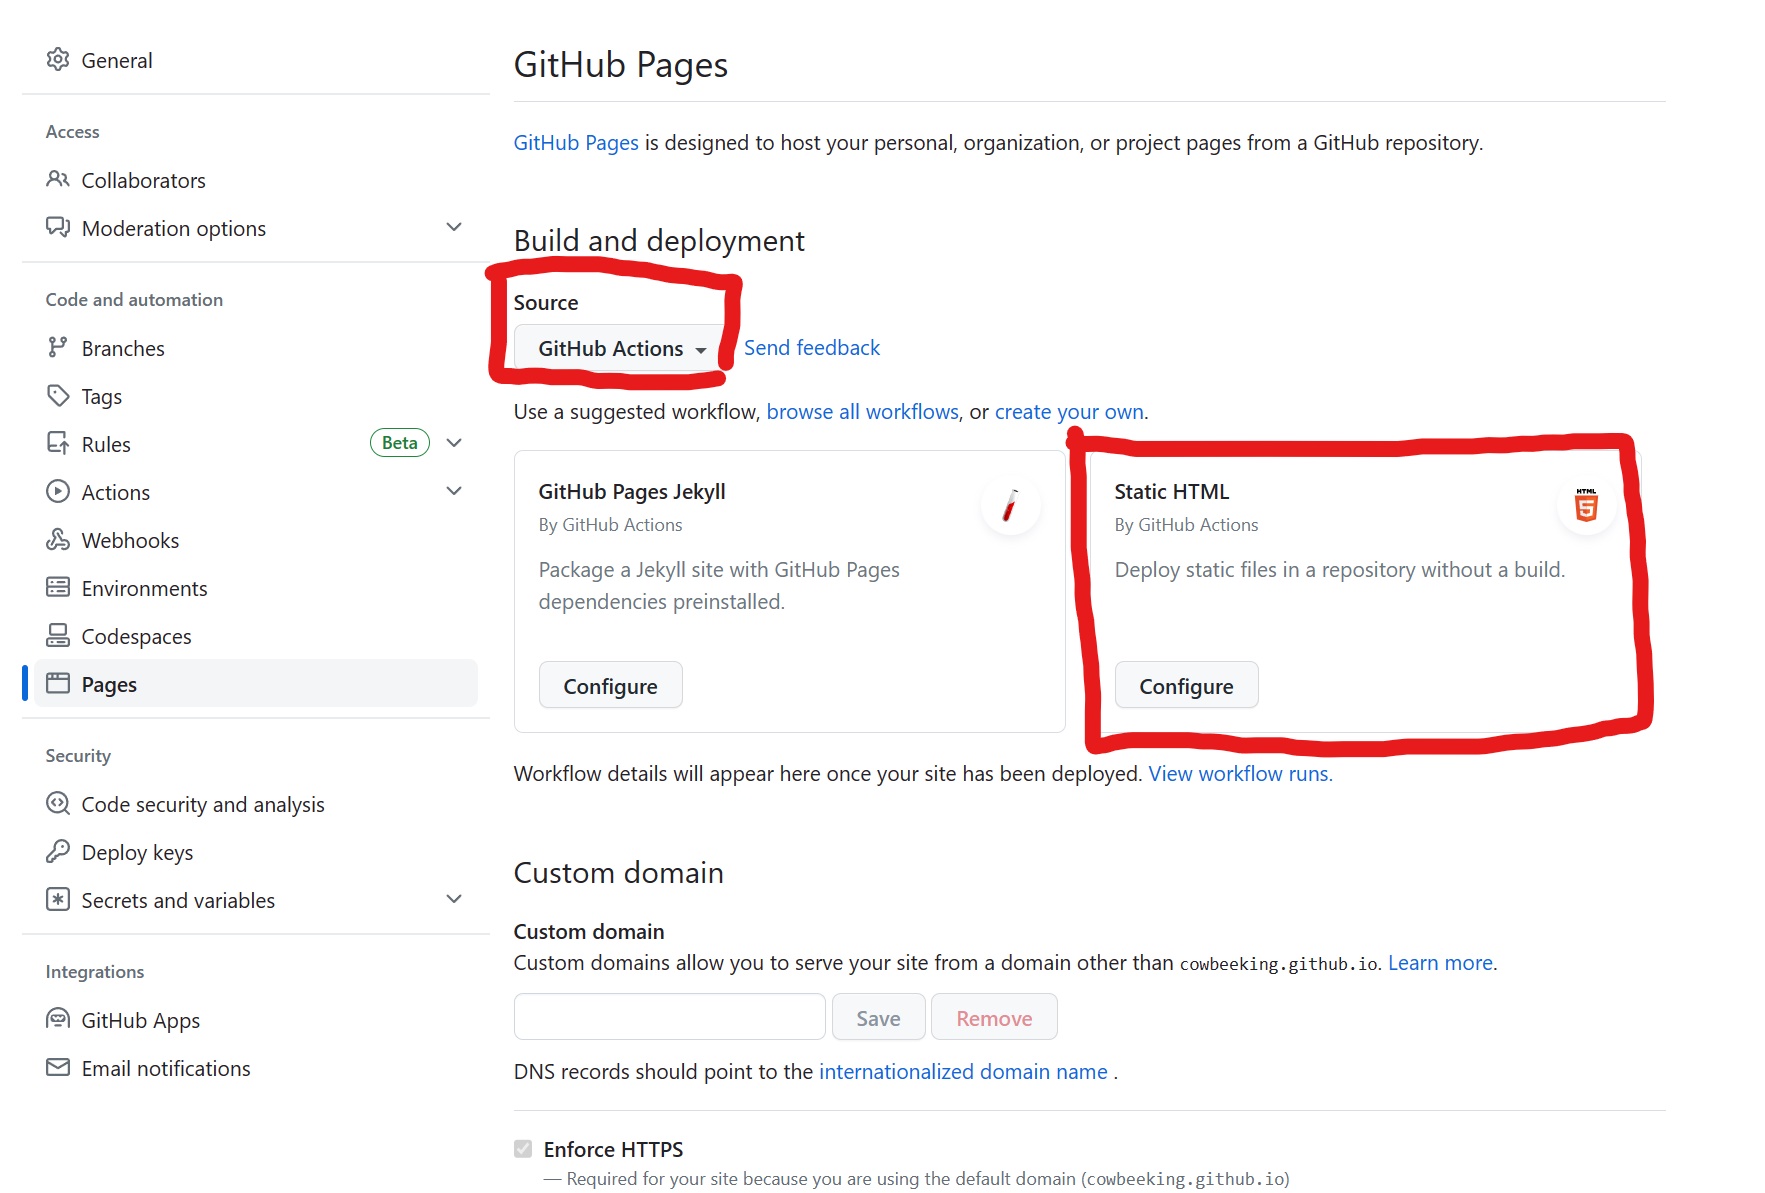 General
Access
Collaborators
Moderation options
Code and automation
Branches
Tags
Rules Beta
Actions
Webhooks
Environments
Codespaces
Pages
Security
Code security and analysis
Deploy keys
Secrets and variables
Integrations
GitHub Apps
Email notifications
GitHub Pages
GitHub Pages is designed to host your personal, organization, or project pages from a GitHub repository.
Build and deployment
Source
GitHub Actions Send feedback
Use a suggested workflow, browse all workflows, or create your own.
GitHub Pages Jekyll
By GitHub Actions
Package a Jekyll site with GitHub Pages
dependencies preinstalled.
Configure
Static HTML
HTML
5
By GitHub Actions
Deploy static files in a repository without a build.
Configure
Workflow details will appear here once your site has been deployed. View workflow runs.
Custom domain
Custom domain
Custom domains allow you to serve your site from a domain other than cowbeeking.github.io. Learn more.
Save Remove
DNS records should point to the internationalized domain name .
Enforce HTTPS
— Required for your site because you are using the default domain (cowbeeking.github.io)